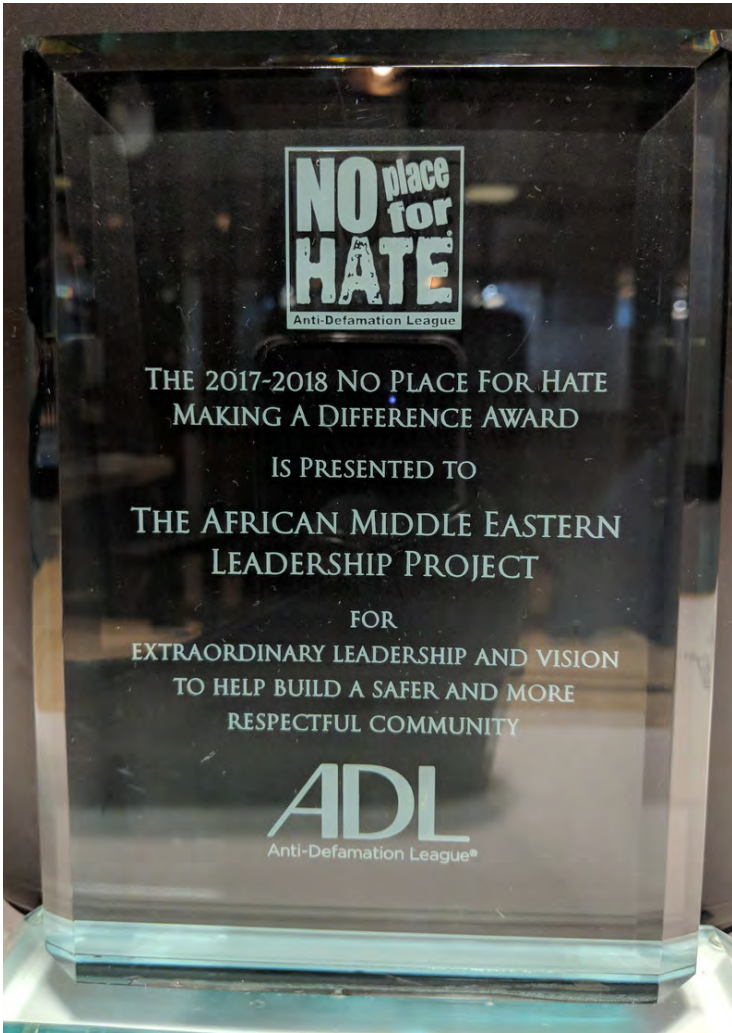 NO place
for
HATE®
Anti-Defamation League
THE 2017-2018 NO PLACE FOR HATE
MAKING A DIFFERENCE AWARD
IS PRESENTED TO
THE AFRICAN MIDDLE EASTERN
LEADERSHIP PROJECT
FOR
EXTRAORDINARY LEADERSHIP AND VISION
TO HELP BUILD A SAFER AND MORE
RESPECTFUL COMMUNITY
ADL
Anti-Defamation League®